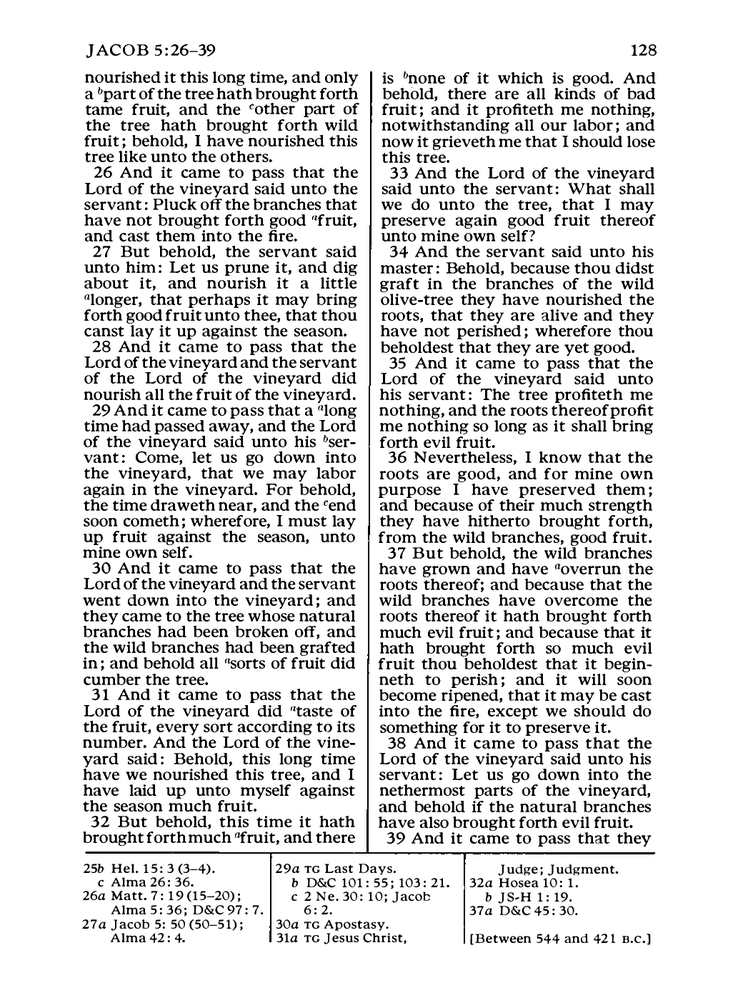 JACOB 5:26–39
128
nourished it this long time, and only
a bpart of the tree hath brought forth
tame fruit, and the cother part of
the tree hath brought forth wild
fruit; behold, I have nourished this
tree like unto the others.
26 And it came to pass that the
Lord of the vineyard said unto the
servant: Pluck off the branches that
have not brought forth good afruit,
and cast them into the fire.
27 But behold, the servant said
unto him: Let us prune it, and dig
about it, and nourish it a little
alonger, that perhaps it may bring
forth good fruit unto thee, that thou
canst lay it up against the season.
28 And it came to pass that the
Lord of the vineyard and the servant
of the Lord of the vineyard did
nourish all the fruit of the vineyard.
29 And it came to pass that a along
time had passed away, and the Lord
of the vineyard said unto his bser-
vant: Come, let us go down into
the vineyard, that we may labor
again in the vineyard. For behold,
the time draweth near, and the cend
soon cometh; wherefore, I must lay
up fruit against the season, unto
mine own self.
30 And it came to pass that the
Lord of the vineyard and the servant
went down into the vineyard; and
they came to the tree whose natural
branches had been broken off, and
the wild branches had been grafted
in; and behold all asorts of fruit did
cumber the tree.
31 And it came to pass that the
Lord of the vineyard did ataste of
the fruit, every sort according to its
number. And the Lord of the vine-
yard said: Behold, this long time
have we nourished this tree, and I
have laid up unto myself against
the season much fruit.
32 But behold, this time it hath
brought forth much afruit, and there
is bnone of it which is good. And
behold, there are all kinds of bad
fruit; and it profiteth me nothing,
notwithstanding all our labor; and
now it grieveth me that I should lose
this tree.
33 And the Lord of the vineyard
said unto the servant: What shall
we do unto the tree, that I may
preserve again good fruit thereof
unto mine own self?
34 And the servant said unto his
master: Behold, because thou didst
graft in the branches of the wild
olive-tree they have nourished the
roots, that they are alive and they
have not perished; wherefore thou
beholdest that they are yet good.
35 And it came to pass that the
Lord of the vineyard said unto
his servant: The tree profiteth me
nothing, and the roots thereof profit
me nothing so long as it shall bring
forth evil fruit.
36 Nevertheless, I know that the
roots are good, and for mine own
purpose I have preserved them;
and because of their much strength
they have hitherto brought forth,
from the wild branches, good fruit.
37 But behold, the wild branches
have grown and have aoverrun the
roots thereof; and because that the
wild branches have overcome the
roots thereof it hath brought forth
much evil fruit; and because that it
hath brought forth so much evil
fruit thou beholdest that it begin-
neth to perish; and it will soon
become ripened, that it may be cast
into the fire, except we should do
something for it to preserve it.
38 And it came to pass that the
Lord of the vineyard said unto his
servant: Let us go down into the
nethermost parts of the vineyard,
and behold if the natural branches
have also brought forth evil fruit.
39 And it came to pass that they
25b Hel. 15: 3 (3–4).
c Alma 26: 36.
26a Matt. 7: 19 (15–20);
Alma 5: 36; D&C 97: 7.
27a Jacob 5: 50 (50–51);
Alma 42: 4.
29a TG Last Days.
b D&C 101: 55; 103: 21.
c 2 Ne. 30: 10; Jacob
6: 2.
30a TG Apostasy.
31a TG Jesus Christ,
Judge; Judgment.
32a Hosea 10: 1.
b JS-H 1: 19.
37a D&C 45: 30.
[Between 544 and 421 B.C.]